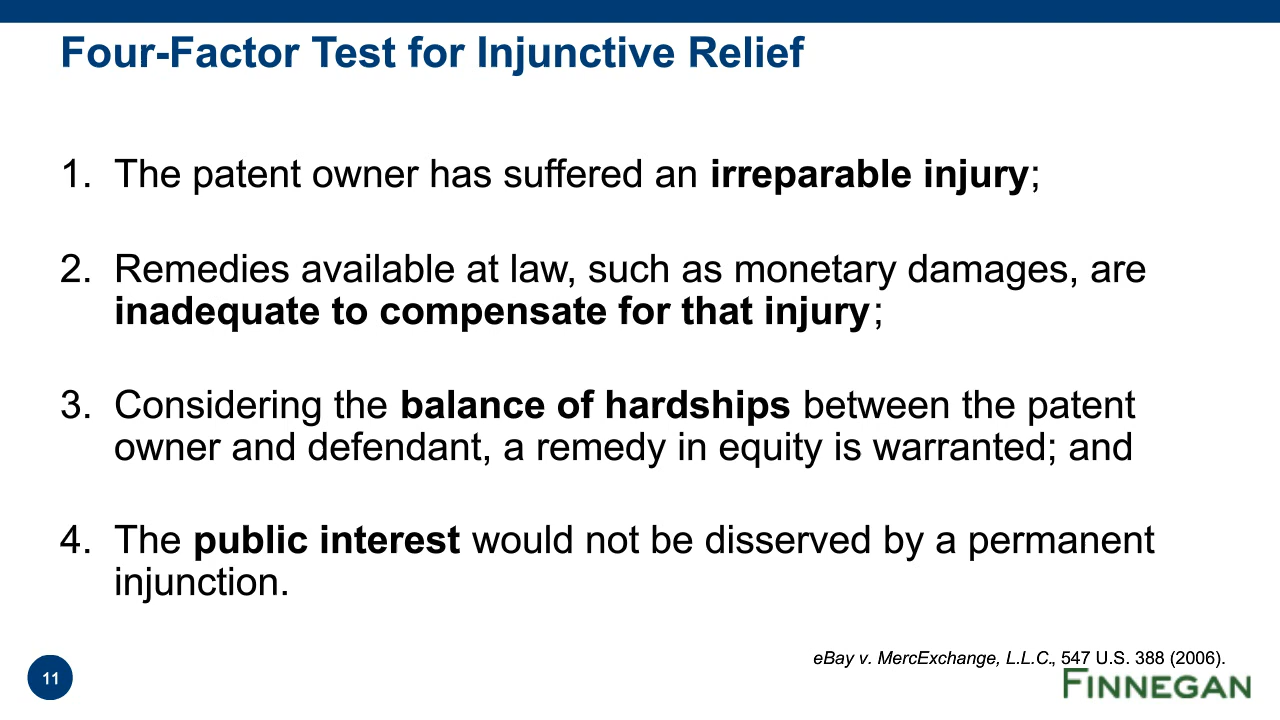 Four-Factor Test for Injunctive Relief
1. The patent owner has suffered an irreparable injury;
2. Remedies available at law, such as monetary damages, are
inadequate to compensate for that injury;
3. Considering the balance of hardships between the patent
owner and defendant, a remedy in equity is warranted; and
4. The public interest would not be disserved by a permanent
injunction.
eBay v. MercExchange, L.L.C., 547 U.S. 388 (2006).
11
FINNEGAN